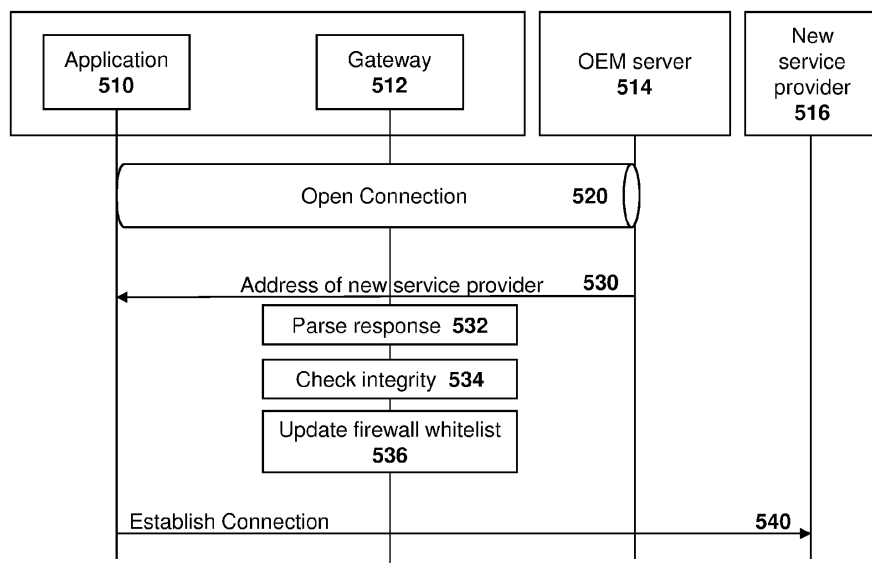 Application
510
Gateway
512
OEM server
514
New
service
provider
516
Open Connection 520
Address of new service provider 530
Parse response 532
Check integrity 534
Update firewall whitelist
536
Establish Connection 540